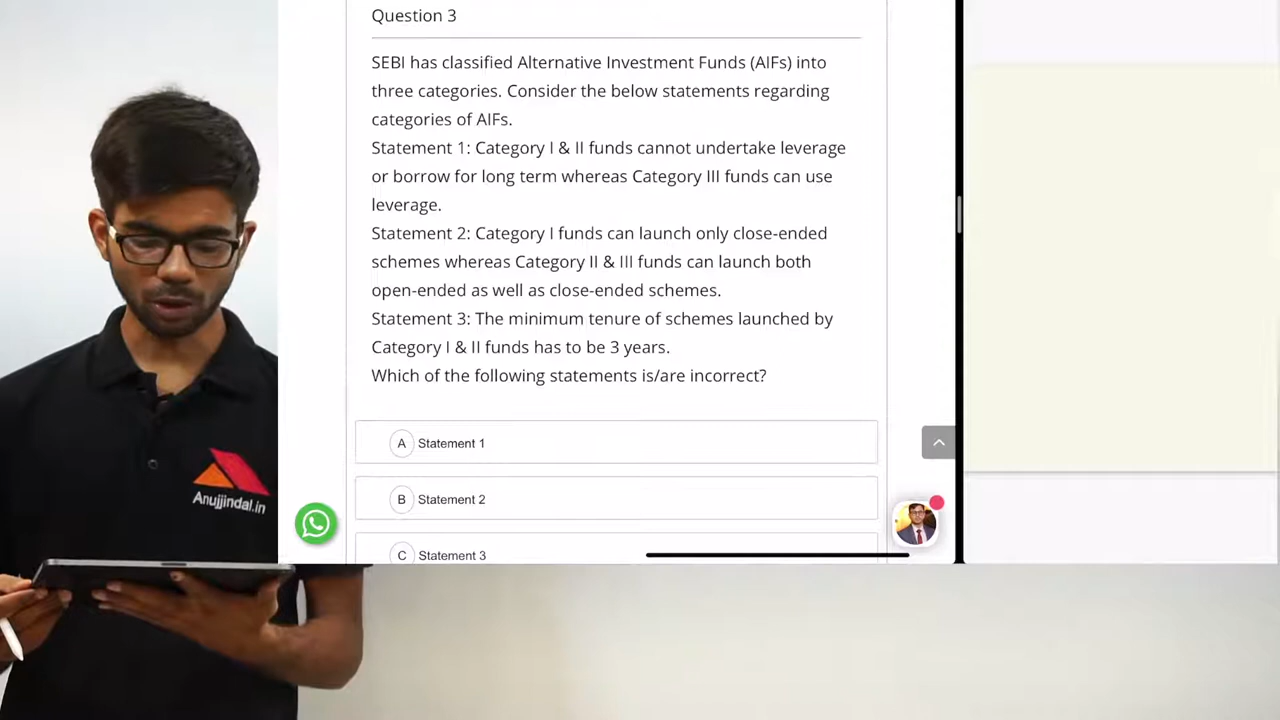 Question 3
SEBI has classified Alternative Investment Funds (AIFs) into
three categories. Consider the below statements regarding
categories of AIFs.
Statement 1: Category I & II funds cannot undertake leverage
or borrow for long term whereas Category III funds can use
leverage.
Statement 2: Category I funds can launch only close-ended
schemes whereas Category II & III funds can launch both
open-ended as well as close-ended schemes.
Statement 3: The minimum tenure of schemes launched by
Category I & II funds has to be 3 years.
Which of the following statements is/are incorrect?
A Statement 1
B Statement 2
C Statement 3
Anujjindal.in